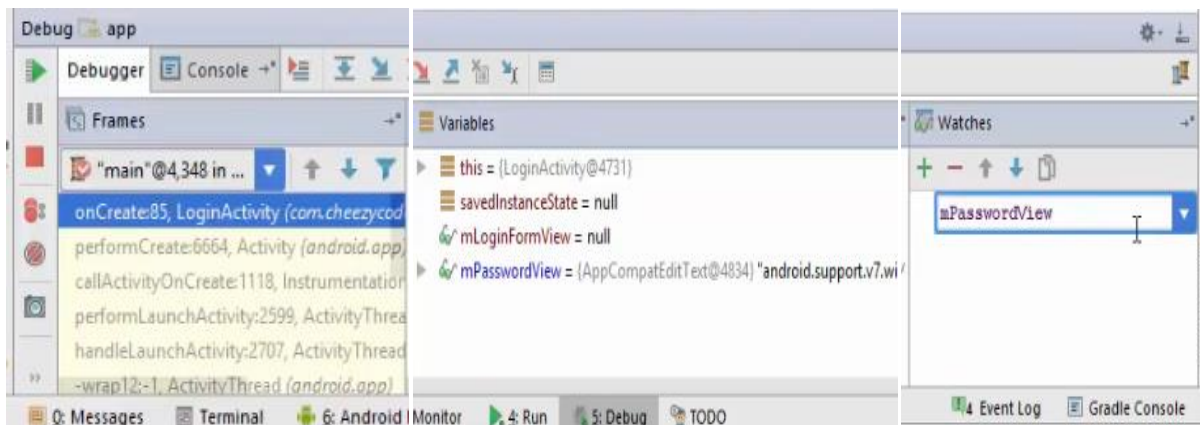 Debug app
Debugger Console
Frames
"main"@4,348 in ...
onCreate:85, LoginActivity (com.cheezycod
performCreate:6664, Activity (android.app)
callActivityOnCreate:1118, Instrumentation
performLaunchActivity:2599, ActivityThrea
handleLaunchActivity:2707, ActivityThread
-wrap12:-1, ActivityThread (android.app)
Variables
this = {LoginActivity@4731}
savedInstanceState = null
mLoginFormView = null
mPasswordView = {AppCompatEditText@4834} "android.support.v7.wi
Watches
mPasswordView
0: Messages Terminal 6: Android Monitor 4: Run 5: Debug TODO 4 Event Log Gradle Console